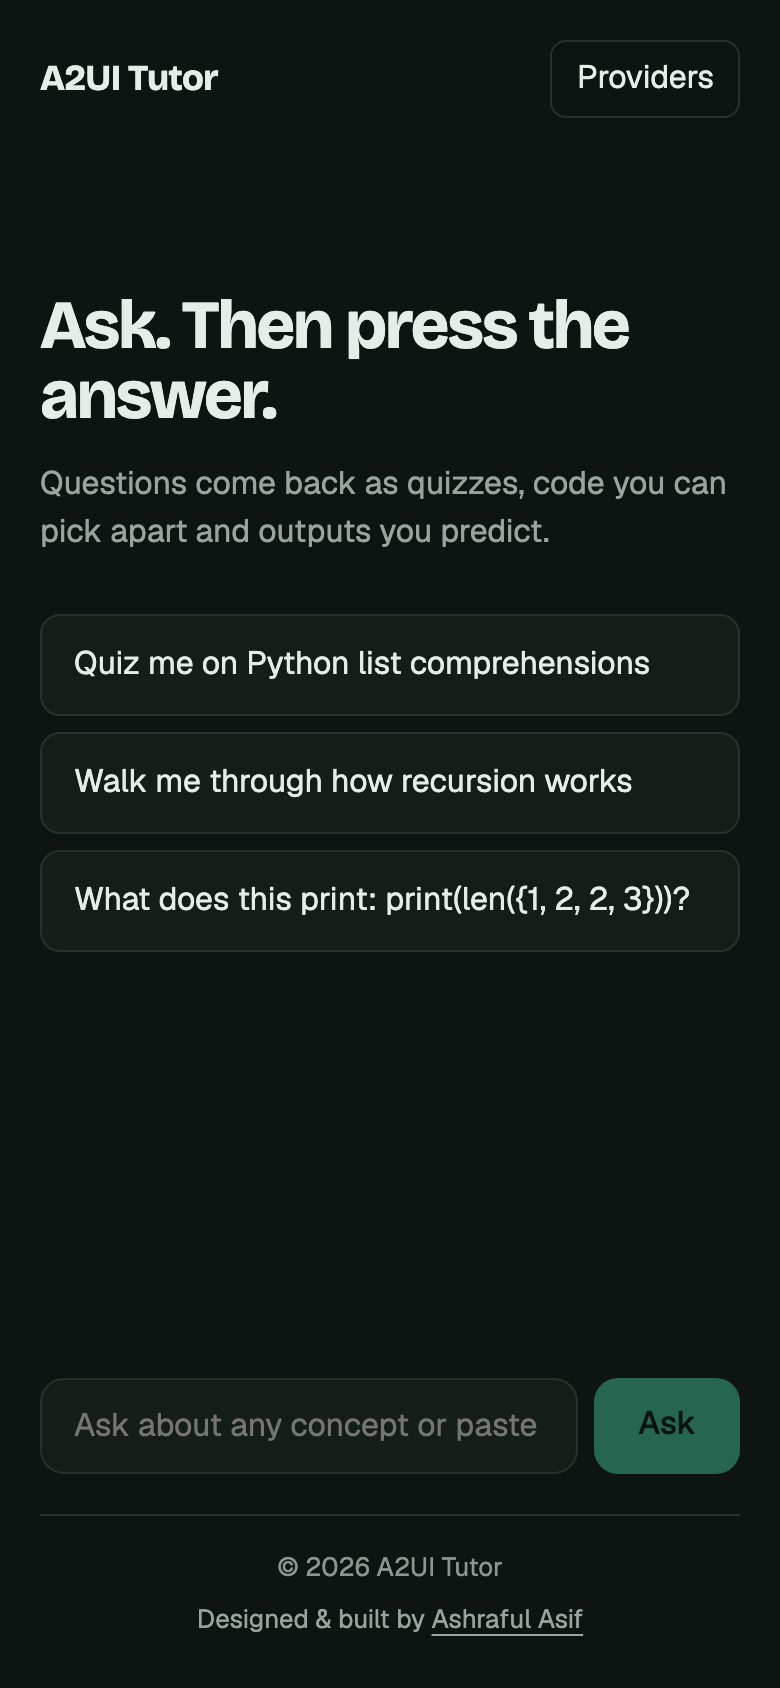 A2UI Tutor
Providers
Ask. Then press the
answer.
Questions come back as quizzes, code you can
pick apart and outputs you predict.
Quiz me on Python list comprehensions
Walk me through how recursion works
What does this print: print(len({1, 2, 2, 3}))?
Ask about any concept or paste
Ask
© 2026 A2UI Tutor
Designed & built by Ashraful Asif